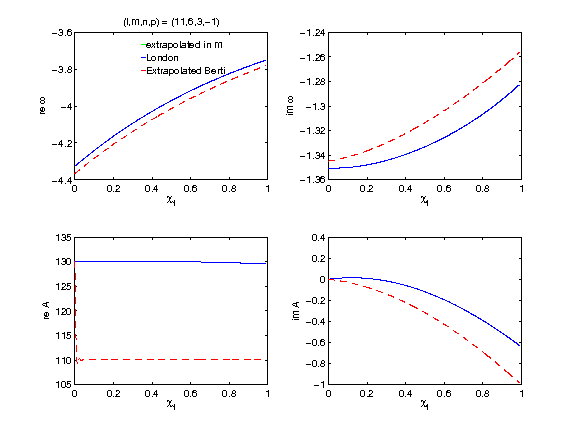 (l,m,n,p) = (11,6,3,−1)
extrapolated in m
London
Extrapolated Berti
re ω
−3.6
−3.8
−4
−4.2
−4.4
0 0.2 0.4 0.6 0.8 1
χf
im ω
−1.24
−1.26
−1.28
−1.3
−1.32
−1.34
−1.36
0 0.2 0.4 0.6 0.8 1
χf
re A
135
130
125
120
115
110
105
0 0.2 0.4 0.6 0.8 1
χf
im A
0.4
0.2
0
−0.2
−0.4
−0.6
−0.8
−1
0 0.2 0.4 0.6 0.8 1
χf